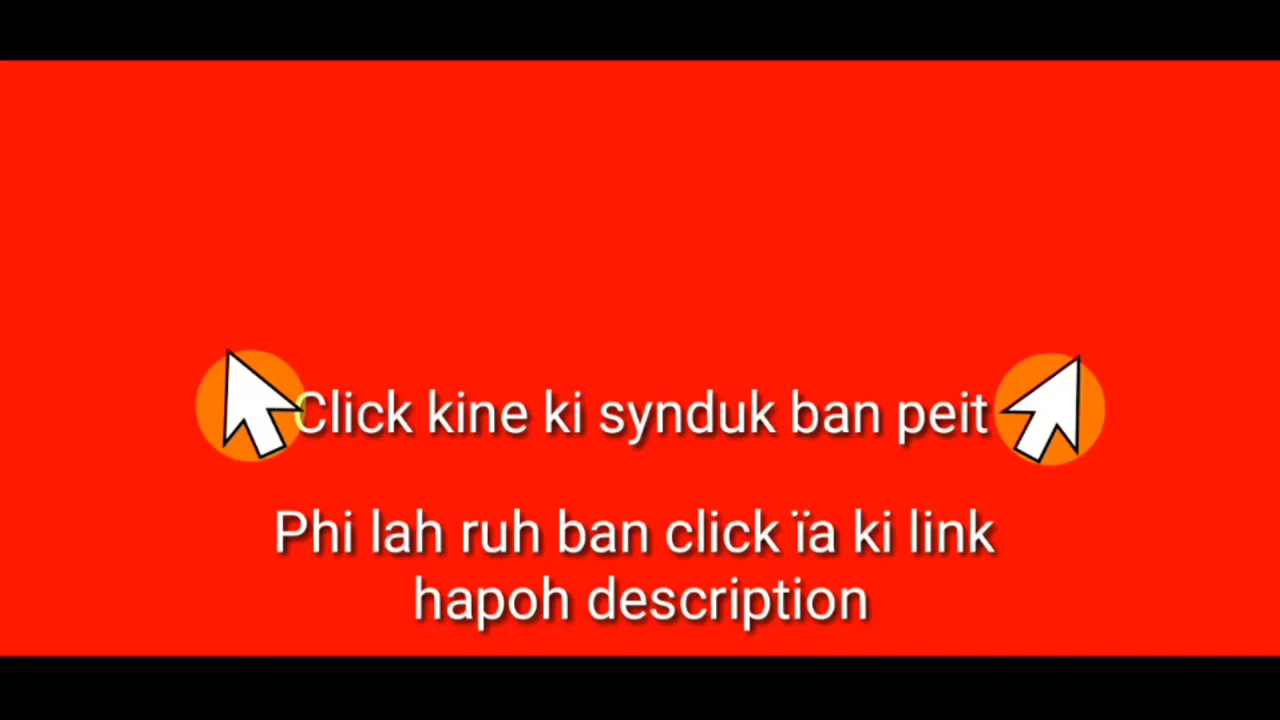 Click kine ki synduk ban peit
Phi lah ruh ban click ïa ki link
hapoh description